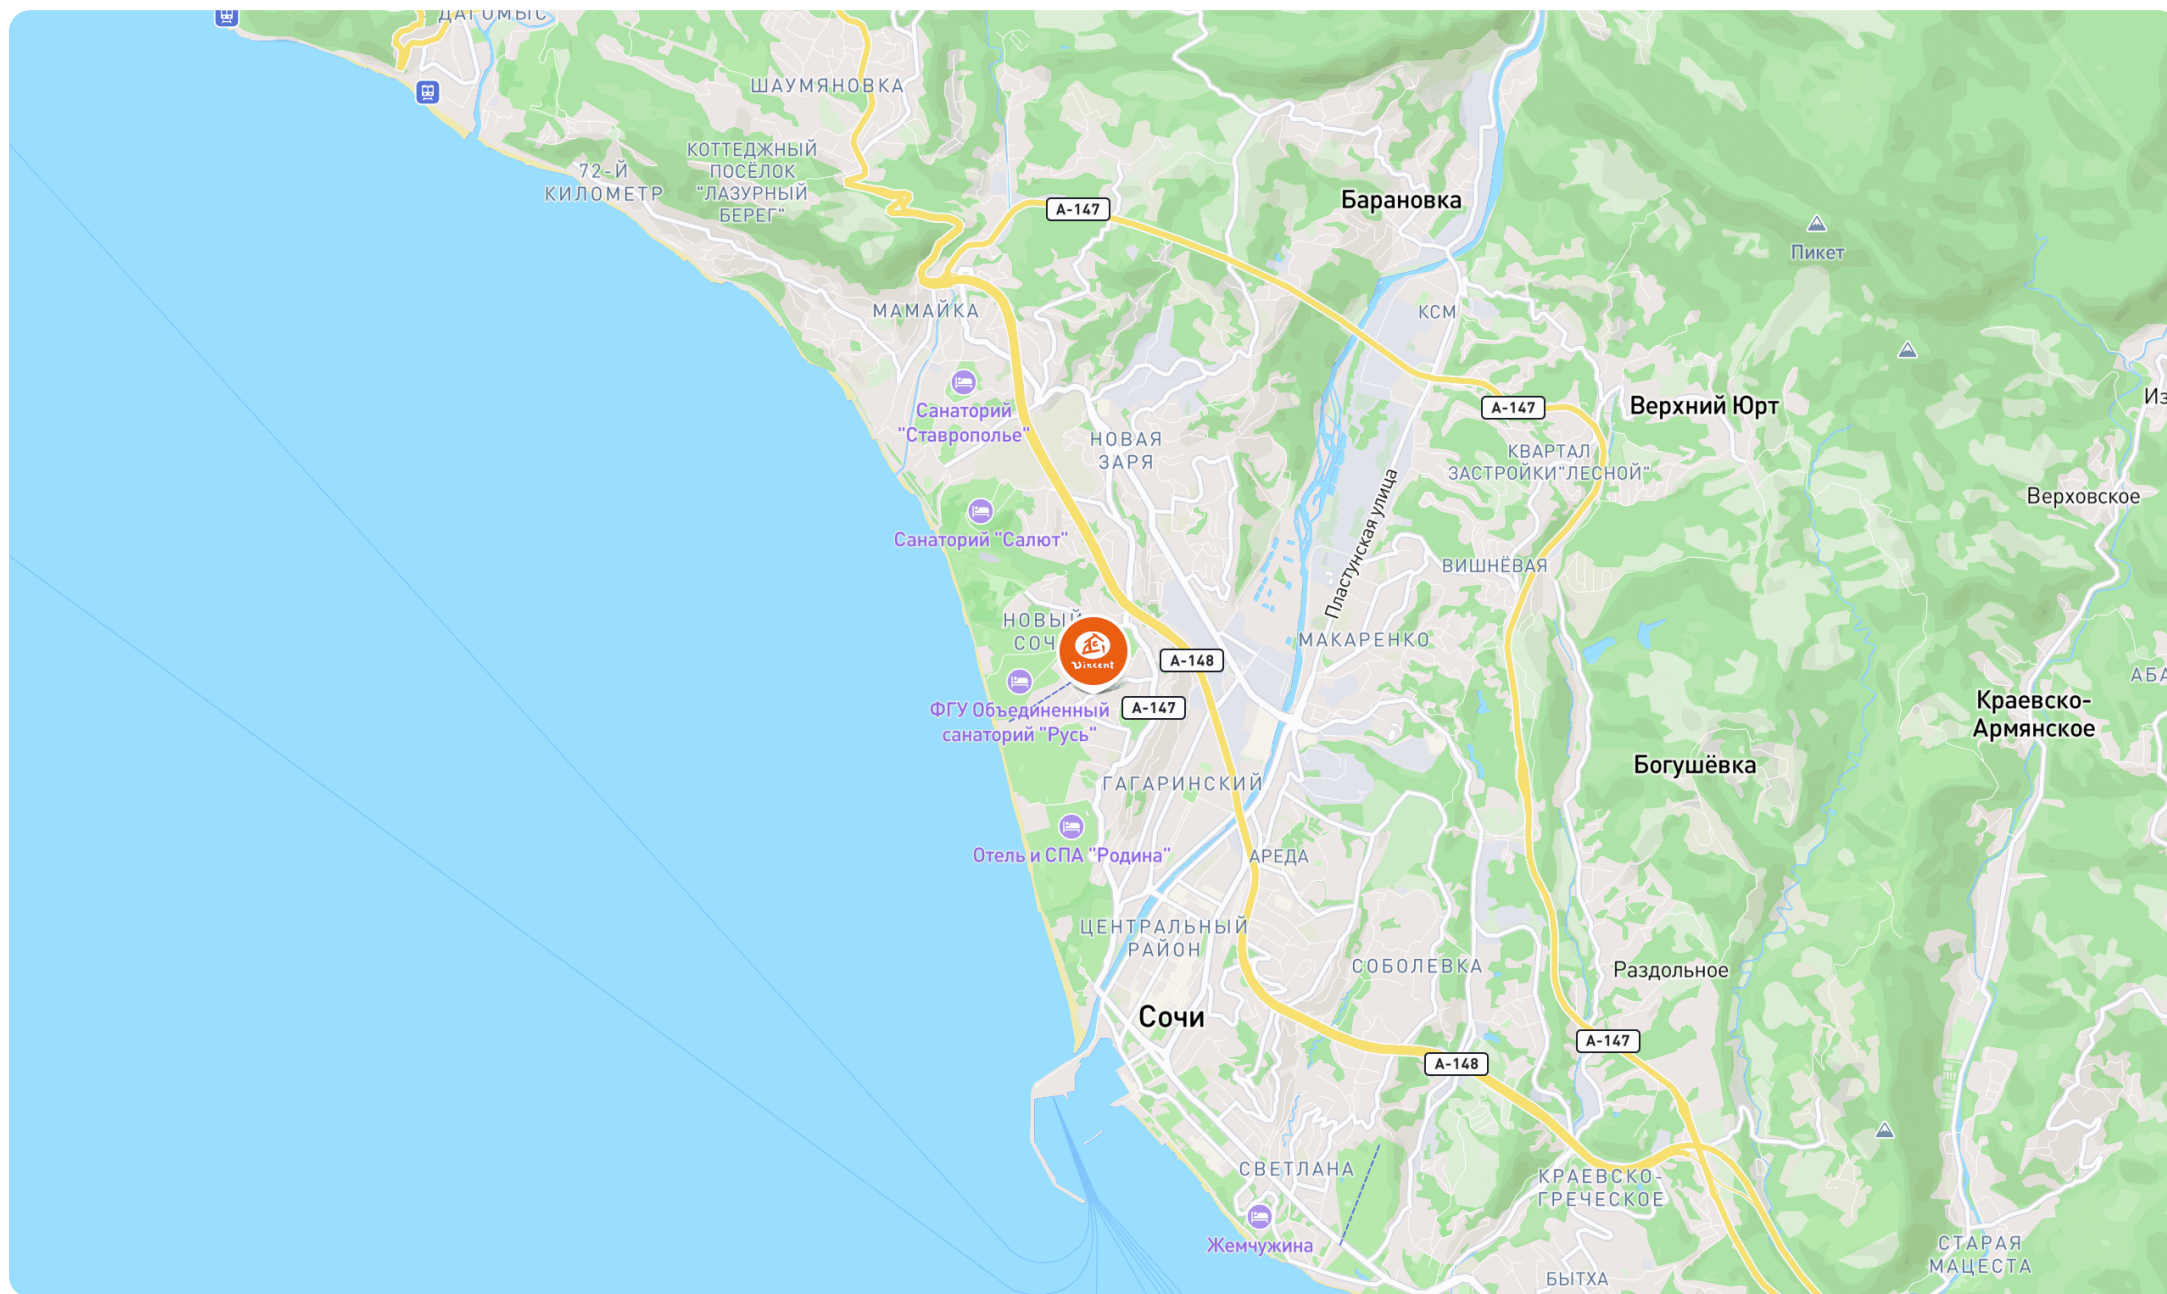 ДАГОМЫС
ШАУМЯНОВКА
КОТТЕДЖНЫЙ
ПОСЁЛОК
"ЛАЗУРНЫЙ
БЕРЕГ"
72-Й
КИЛОМЕТР
А-147
Барановка
Пикет
МАМАЙКА
КСМ
Санаторий
"Ставрополье"
НОВАЯ
ЗАРЯ
А-147
Верхний Юрт
Из
КВАРТАЛ
ЗАСТРОЙКИ"ЛЕСНОЙ"
Верховское
Пластунская улица
Санаторий "Салют"
ВИШНЁВАЯ
НОВЫЙ
СОЧ
Vincent
МАКАРЕНКО
А-148
АБА
А-147
ФГУ Объединенный
санаторий "Русь"
Краевско-
Армянское
Богушёвка
ГАГАРИНСКИЙ
Отель и СПА "Родина"
АРЕДА
ЦЕНТРАЛЬНЫЙ
РАЙОН
СОБОЛЕВКА
Раздольное
Сочи
А-147
А-148
СВЕТЛАНА
КРАЕВСКО-
ГРЕЧЕСКОЕ
Жемчужина
СТАРАЯ
МАЦЕСТА
БЫТХА